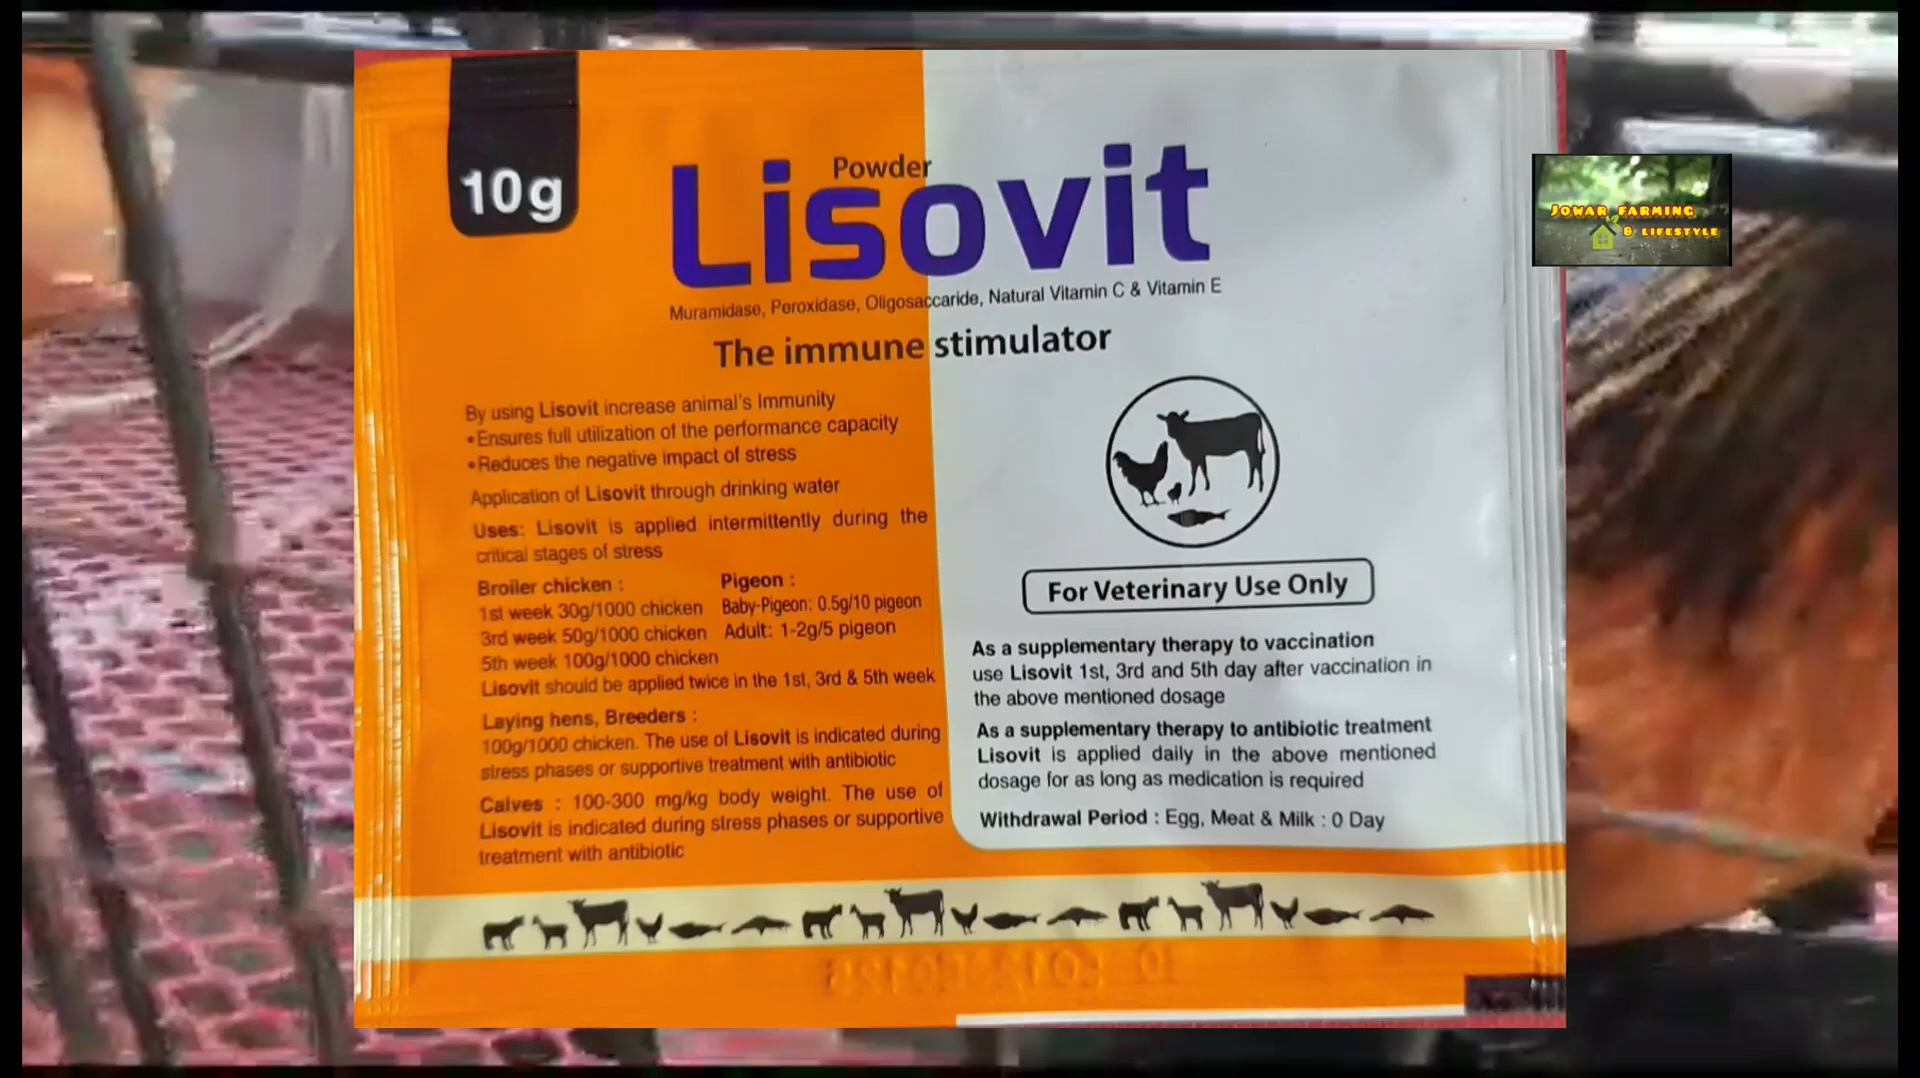 10g
Powder
Lisovit
Muramidase, Peroxidase, Oligosaccaride, Natural Vitamin C & Vitamin E
The immune stimulator
By using Lisovit increase animal's Immunity
•Ensures full utilization of the performance capacity
•Reduces the negative impact of stress
Application of Lisovit through drinking water
Uses: Lisovit is applied intermittently during the
critical stages of stress
Broiler chicken :
1st week 30g/1000 chicken
3rd week 50g/1000 chicken
5th week 100g/1000 chicken
Pigeon :
Baby-Pigeon: 0.5g/10 pigeon
Adult: 1-2g/5 pigeon
Lisovit should be applied twice in the 1st, 3rd & 5th week
Laying hens, Breeders :
100g/1000 chicken. The use of Lisovit is indicated during
stress phases or supportive treatment with antibiotic
Calves : 100-300 mg/kg body weight. The use of
Lisovit is indicated during stress phases or supportive
treatment with antibiotic
For Veterinary Use Only
As a supplementary therapy to vaccination
use Lisovit 1st, 3rd and 5th day after vaccination in
the above mentioned dosage
As a supplementary therapy to antibiotic treatment
Lisovit is applied daily in the above mentioned
dosage for as long as medication is required
Withdrawal Period : Egg, Meat & Milk : 0 Day
JOWAR FARMING
& LIFESTYLE